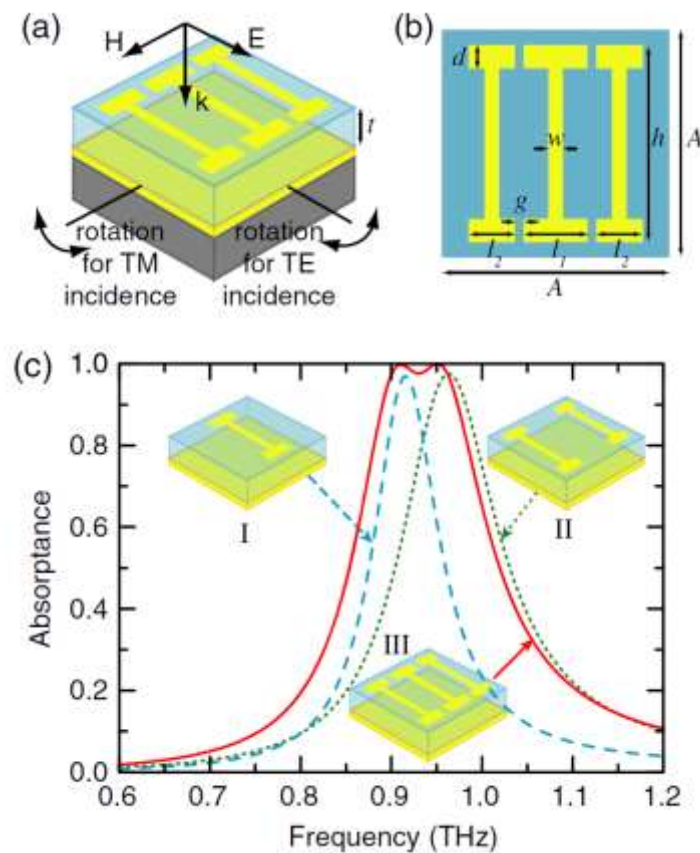 (a)
H
E
k
t
rotation
for TM
incidence
rotation
for TE
incidence
(b)
d
w
h
A
g
l2
l1
l2
A
(c)
1.0
0.8
0.6
0.4
0.2
0.0
Absorptance
I
II
III
0.6 0.7 0.8 0.9 1.0 1.1 1.2
Frequency (THz)